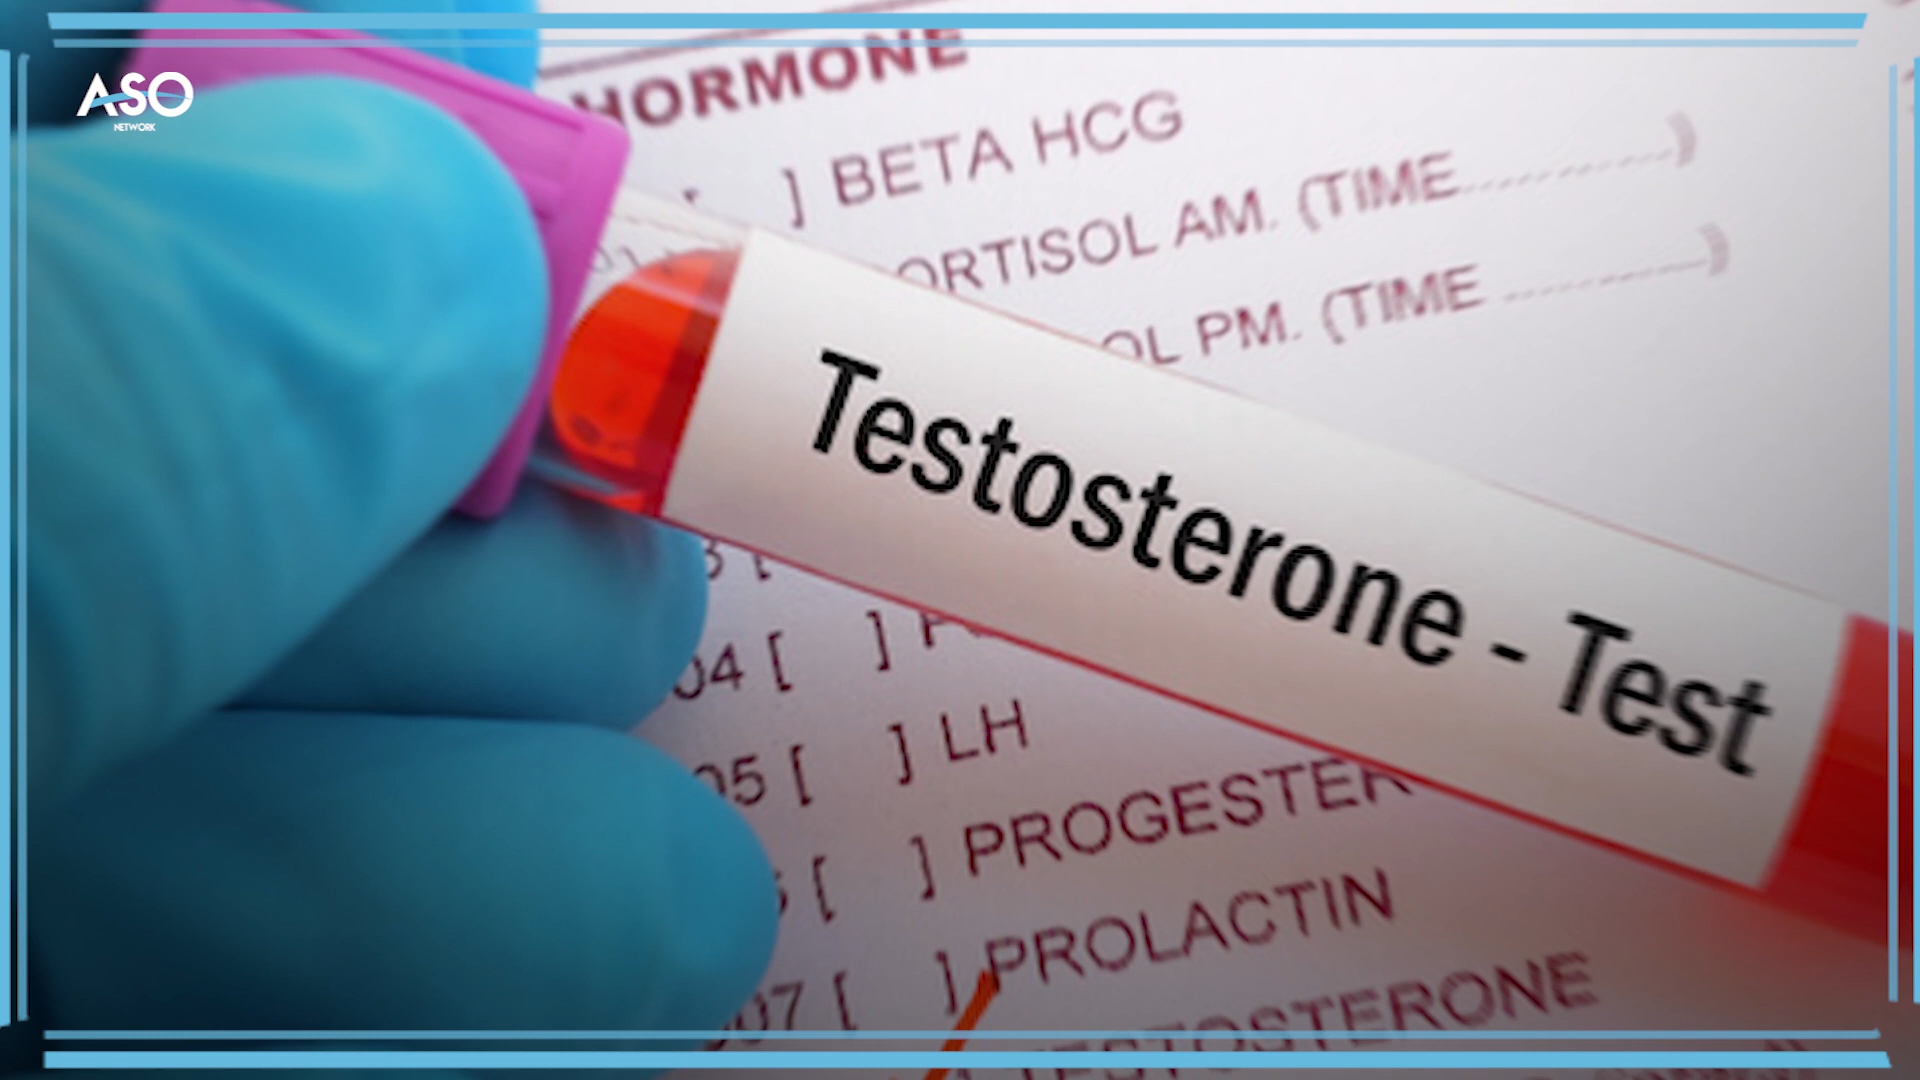 ASO
NETWORK
HORMONE
] BETA HCG
ORTISOL AM. (TIME.............)
OL PM. (TIME .............)
Testosterone - Test
04 [ ]
05 [ ] LH
[ ] PROGESTER
007 [ ] PROLACTIN
] TESTOSTERONE